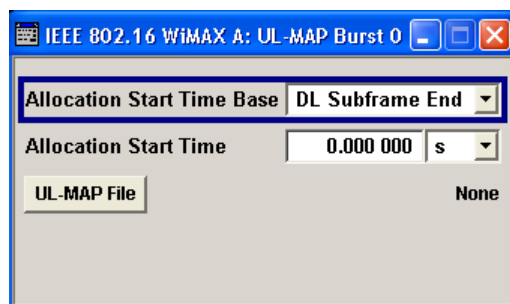 IEEE 802.16 WiMAX A: UL-MAP Burst 0
Allocation Start Time Base DL Subframe End
Allocation Start Time 0.000 000 s
UL-MAP File None